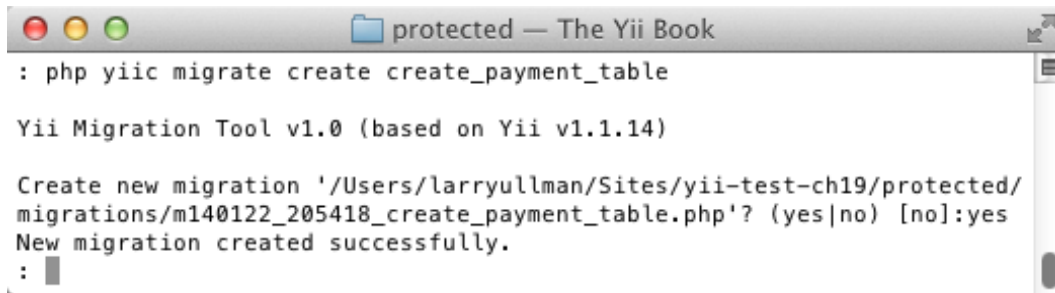 protected — The Yii Book
: php yiic migrate create create_payment_table
Yii Migration Tool v1.0 (based on Yii v1.1.14)
Create new migration '/Users/larryullman/Sites/yii-test-ch19/protected/
migrations/m140122_205418_create_payment_table.php'? (yes|no) [no]:yes
New migration created successfully.
: